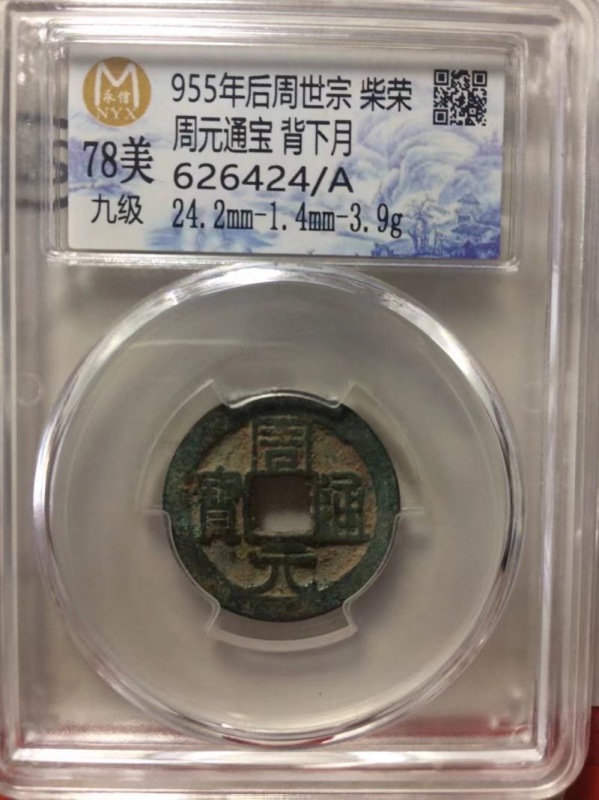 M
永信
NYX
78美
九级
955年后周世宗 柴荣
周元通宝 背下月
626424/A
24.2mm-1.4mm-3.9g
周元通寶